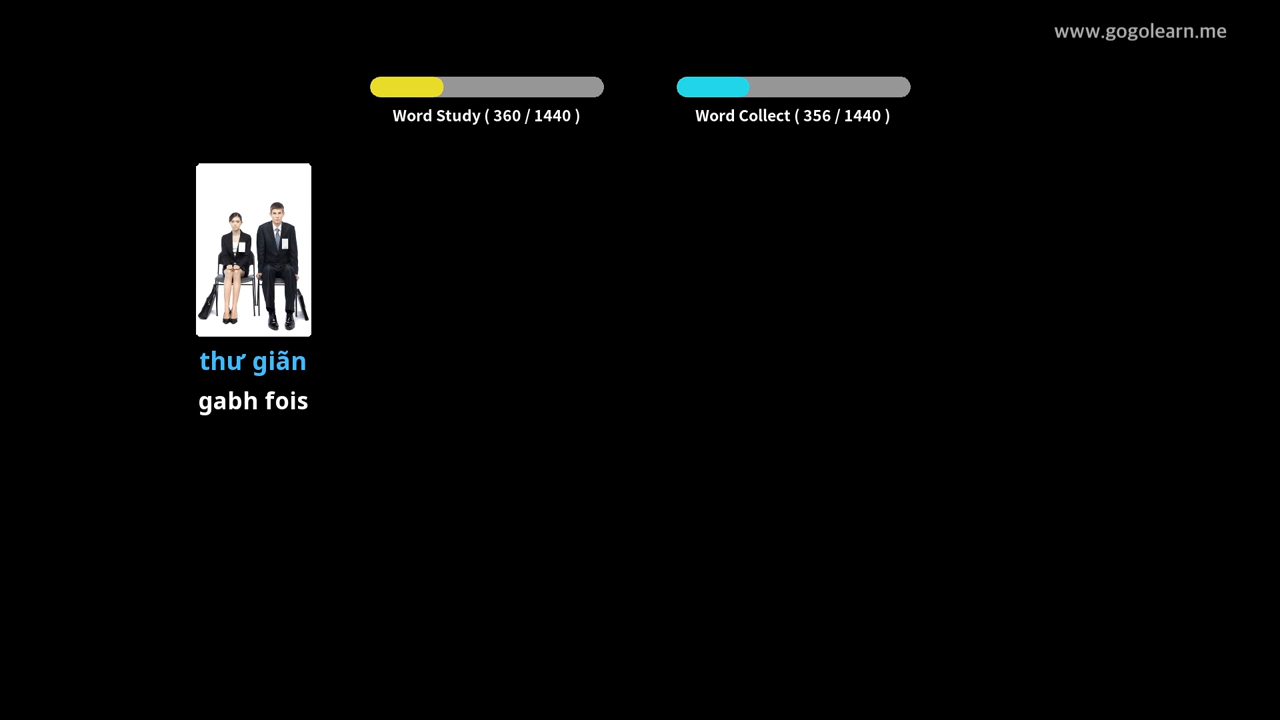 www.gogolearn.me
Word Study ( 360 / 1440 )
Word Collect ( 356 / 1440 )
thư giãn
gabh fois